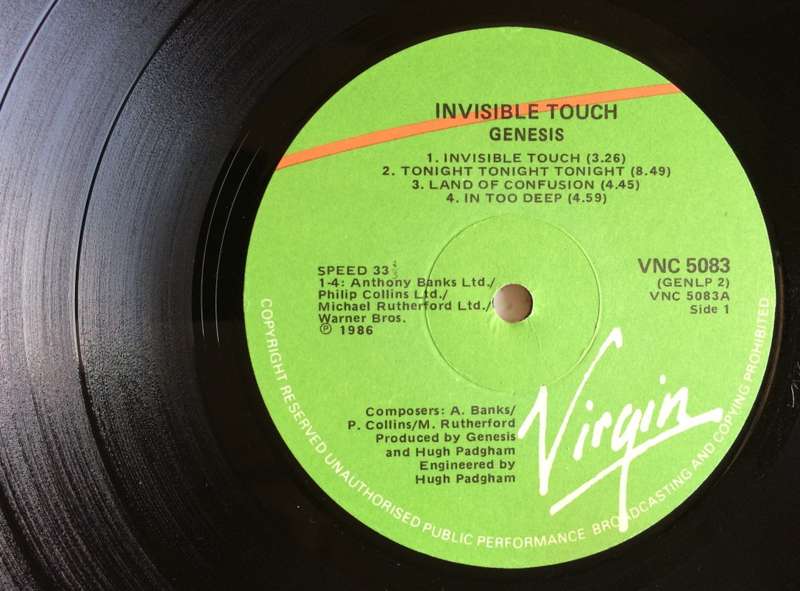 INVISIBLE TOUCH
GENESIS
1. INVISIBLE TOUCH (3.26)
2. TONIGHT TONIGHT TONIGHT (8.49)
3. LAND OF CONFUSION (4.45)
4. IN TOO DEEP (4.59)
SPEED 33⅓
1-4: Anthony Banks Ltd./
Philip Collins Ltd./
Michael Rutherford Ltd./
Warner Bros.
℗ 1986
VNC 5083
(GENLP 2)
VNC 5083A
Side 1
Composers: A. Banks/
P. Collins/M. Rutherford
Produced by Genesis
and Hugh Padgham
Engineered by
Hugh Padgham
Virgin
COPYRIGHT RESERVED UNAUTHORISED PUBLIC PERFORMANCE BROADCASTING AND COPYING PROHIBITED